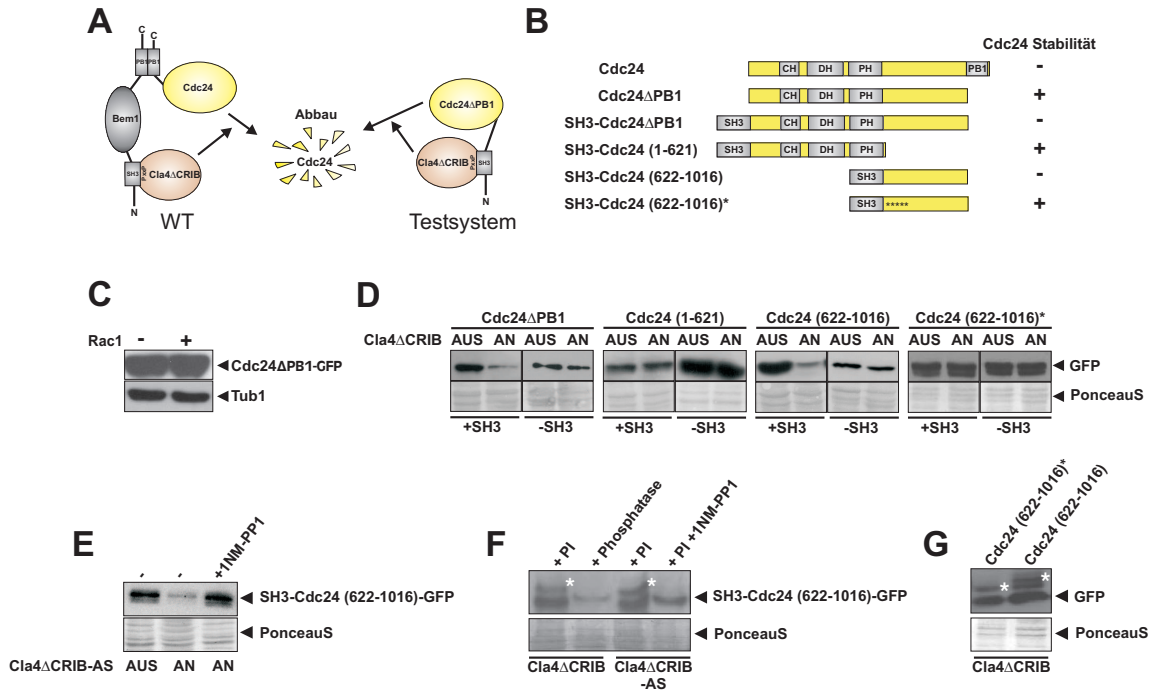 A
C C
PB1 PB1
Cdc24
Bem1
SH3
PxxP
Cla4ΔCRIB
N
WT
Abbau
Cdc24
Cdc24ΔPB1
Cla4ΔCRIB
PxxP
SH3
N
Testsystem
B
Cdc24 Stabilität
Cdc24 CH DH PH PB1 -
Cdc24ΔPB1 CH DH PH +
SH3-Cdc24ΔPB1 SH3 CH DH PH -
SH3-Cdc24 (1-621) SH3 CH DH PH +
SH3-Cdc24 (622-1016) SH3 -
SH3-Cdc24 (622-1016)* SH3 ***** +
C
Rac1 - +
Cdc24ΔPB1-GFP
Tub1
D
Cdc24ΔPB1 Cdc24 (1-621) Cdc24 (622-1016) Cdc24 (622-1016)*
Cla4ΔCRIB AUS AN AUS AN AUS AN AUS AN AUS AN AUS AN AUS AN AUS AN
GFP
PonceauS
+SH3 -SH3 +SH3 -SH3 +SH3 -SH3 +SH3 -SH3
E
- - +1NM-PP1
SH3-Cdc24 (622-1016)-GFP
PonceauS
Cla4ΔCRIB-AS AUS AN AN
F
+ PI + Phosphatase + PI + PI +1NM-PP1
* *
SH3-Cdc24 (622-1016)-GFP
PonceauS
Cla4ΔCRIB Cla4ΔCRIB
-AS
G
Cdc24 (622-1016)* Cdc24 (622-1016)
* *
GFP
PonceauS
Cla4ΔCRIB